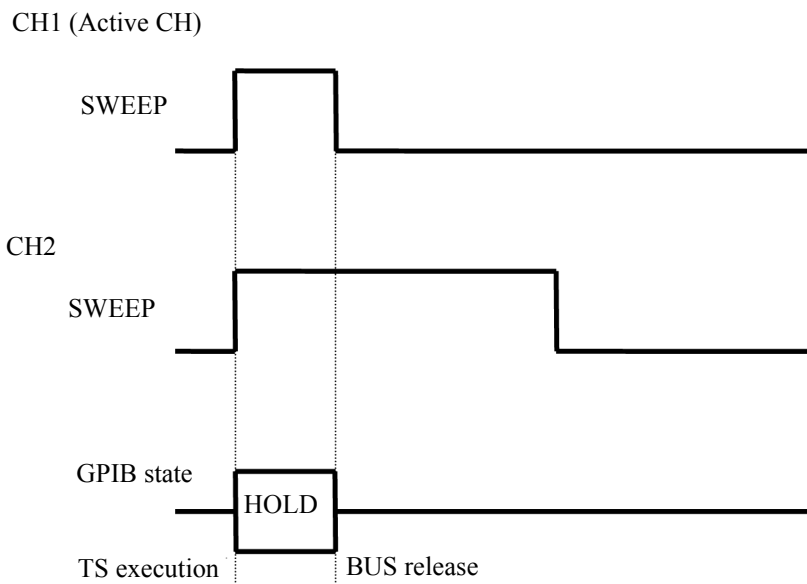 CH1 (Active CH)
SWEEP
CH2
SWEEP
GPIB state
HOLD
TS execution
BUS release